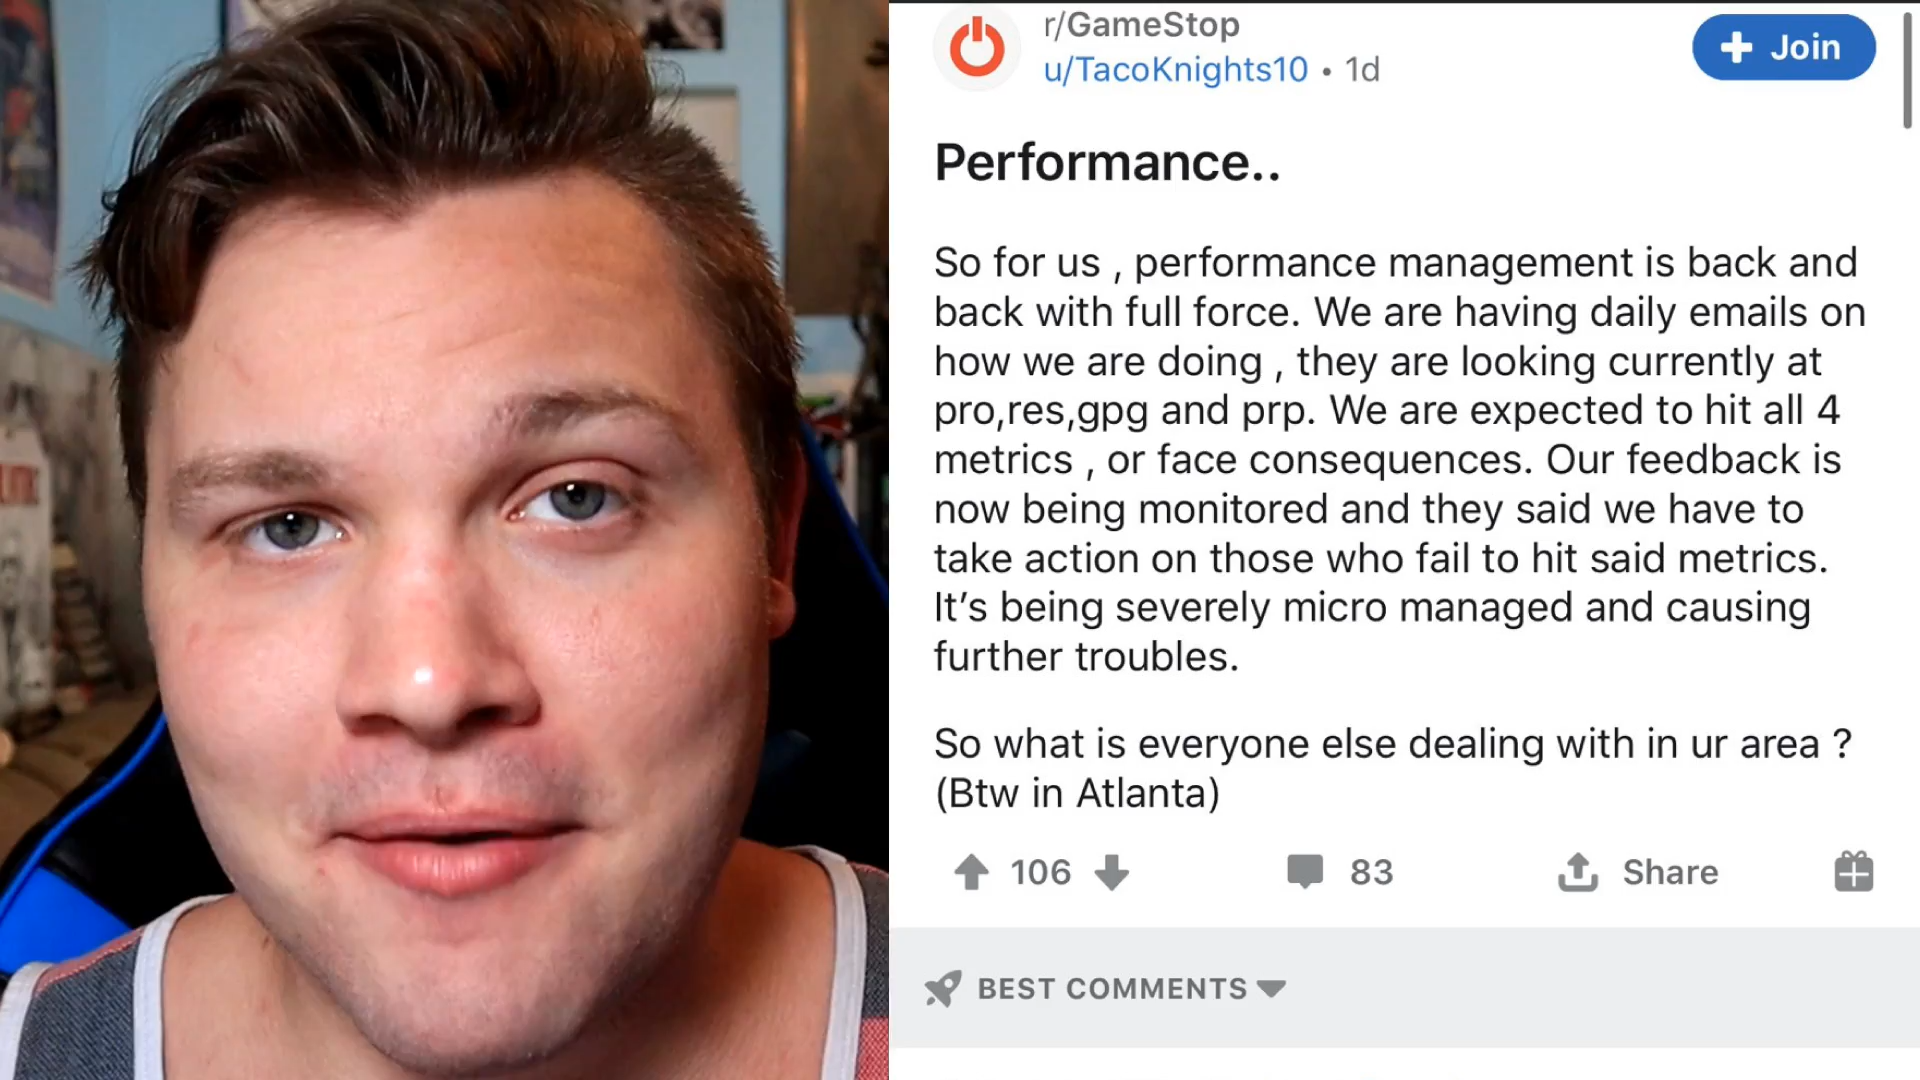 r/GameStop
u/TacoKnights10 • 1d
Join
Performance..
So for us , performance management is back and
back with full force. We are having daily emails on
how we are doing , they are looking currently at
pro,res,gpg and prp. We are expected to hit all 4
metrics , or face consequences. Our feedback is
now being monitored and they said we have to
take action on those who fail to hit said metrics.
It’s being severely micro managed and causing
further troubles.
So what is everyone else dealing with in ur area ?
(Btw in Atlanta)
106
83
Share
BEST COMMENTS